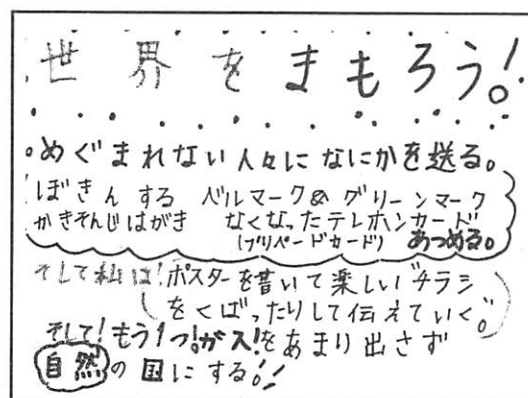 世界をまもろう!
・めぐまれない人々になにかを送る。
ぼきんする ベルマーク&グリーンマーク
かきそんじはがき なくなったテレホンカード
(プリペードカード) あつめる。
そして私は!ポスターを書いて楽しいチラシ
をくばったりして伝えていく。
そして!もう1つ!ガス!をあまり出さず
自然の国にする!!